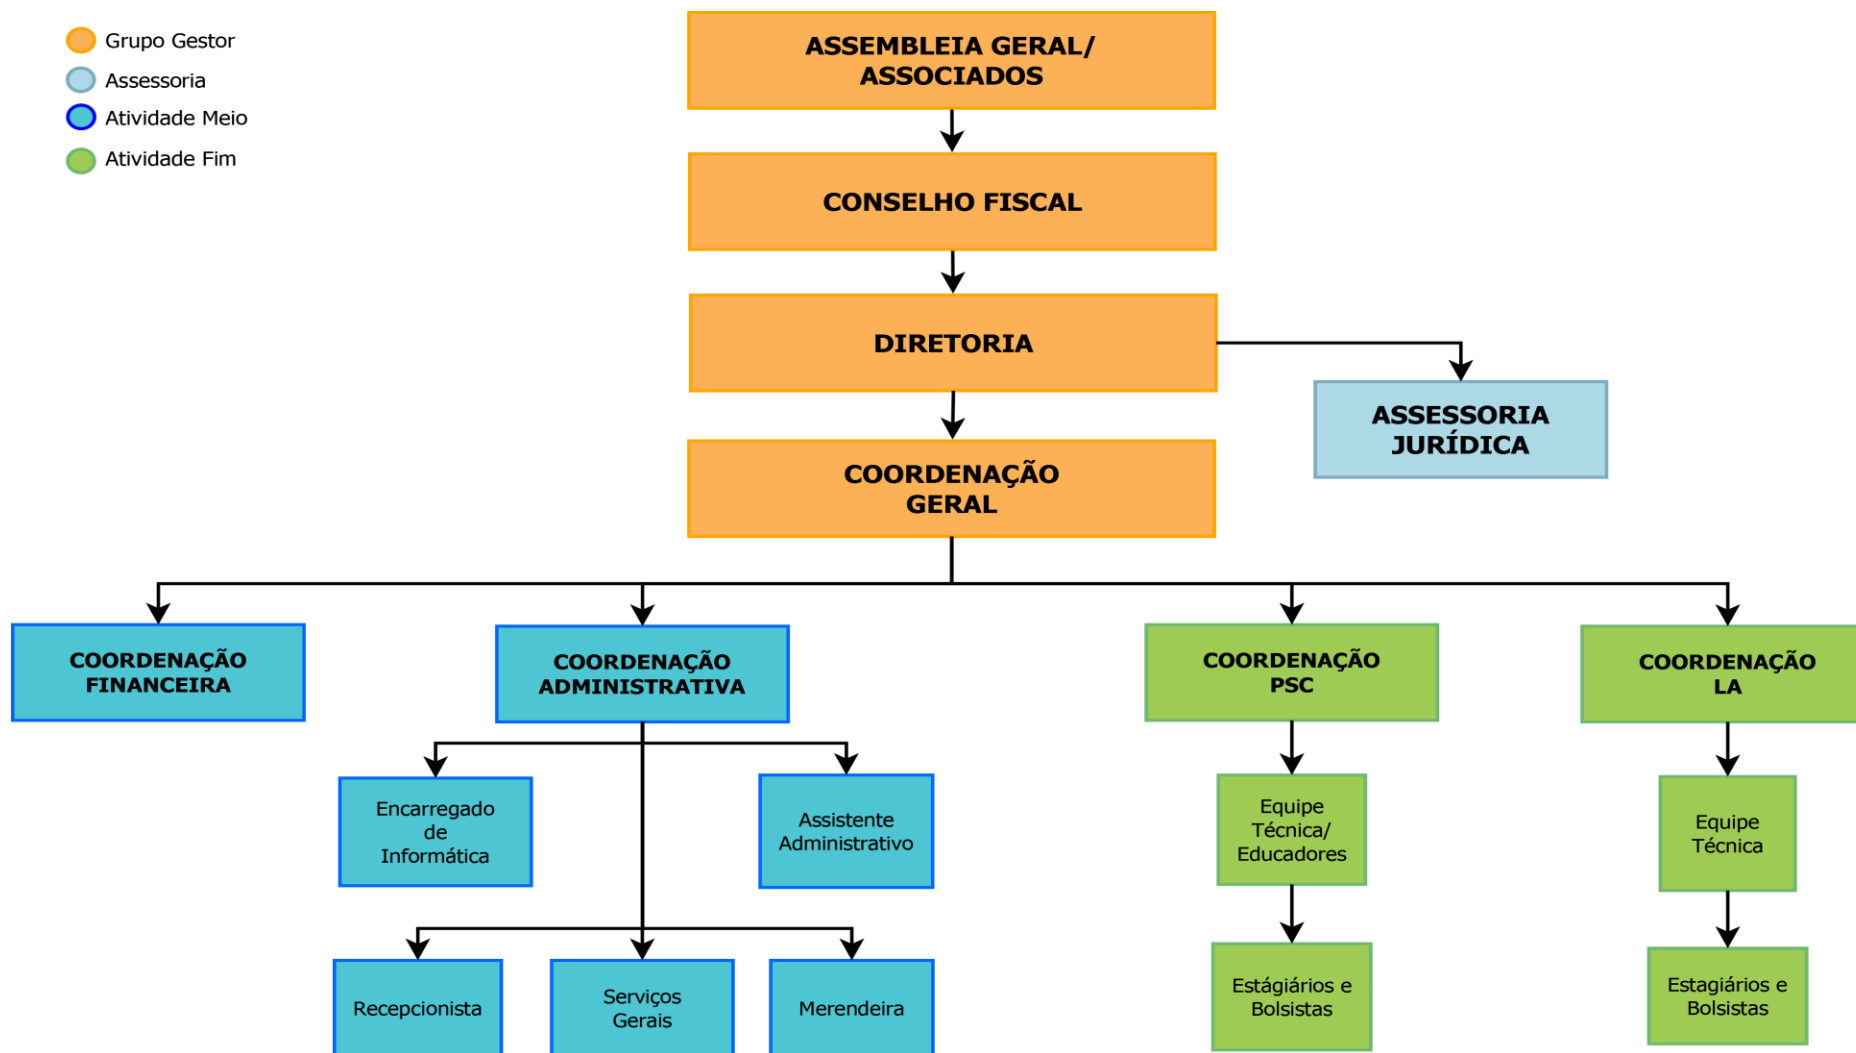 Grupo Gestor
Assessoria
Atividade Meio
Atividade Fim
ASSEMBLEIA GERAL/
ASSOCIADOS
CONSELHO FISCAL
DIRETORIA
ASSESSORIA
JURÍDICA
COORDENAÇÃO
GERAL
COORDENAÇÃO
FINANCEIRA
COORDENAÇÃO
ADMINISTRATIVA
COORDENAÇÃO
PSC
COORDENAÇÃO
LA
Encarregado
de
Informática
Assistente
Administrativo
Equipe
Técnica/
Educadores
Equipe
Técnica
Recepcionista
Serviços
Gerais
Merendeira
Estágiários e
Bolsistas
Estagiários e
Bolsistas